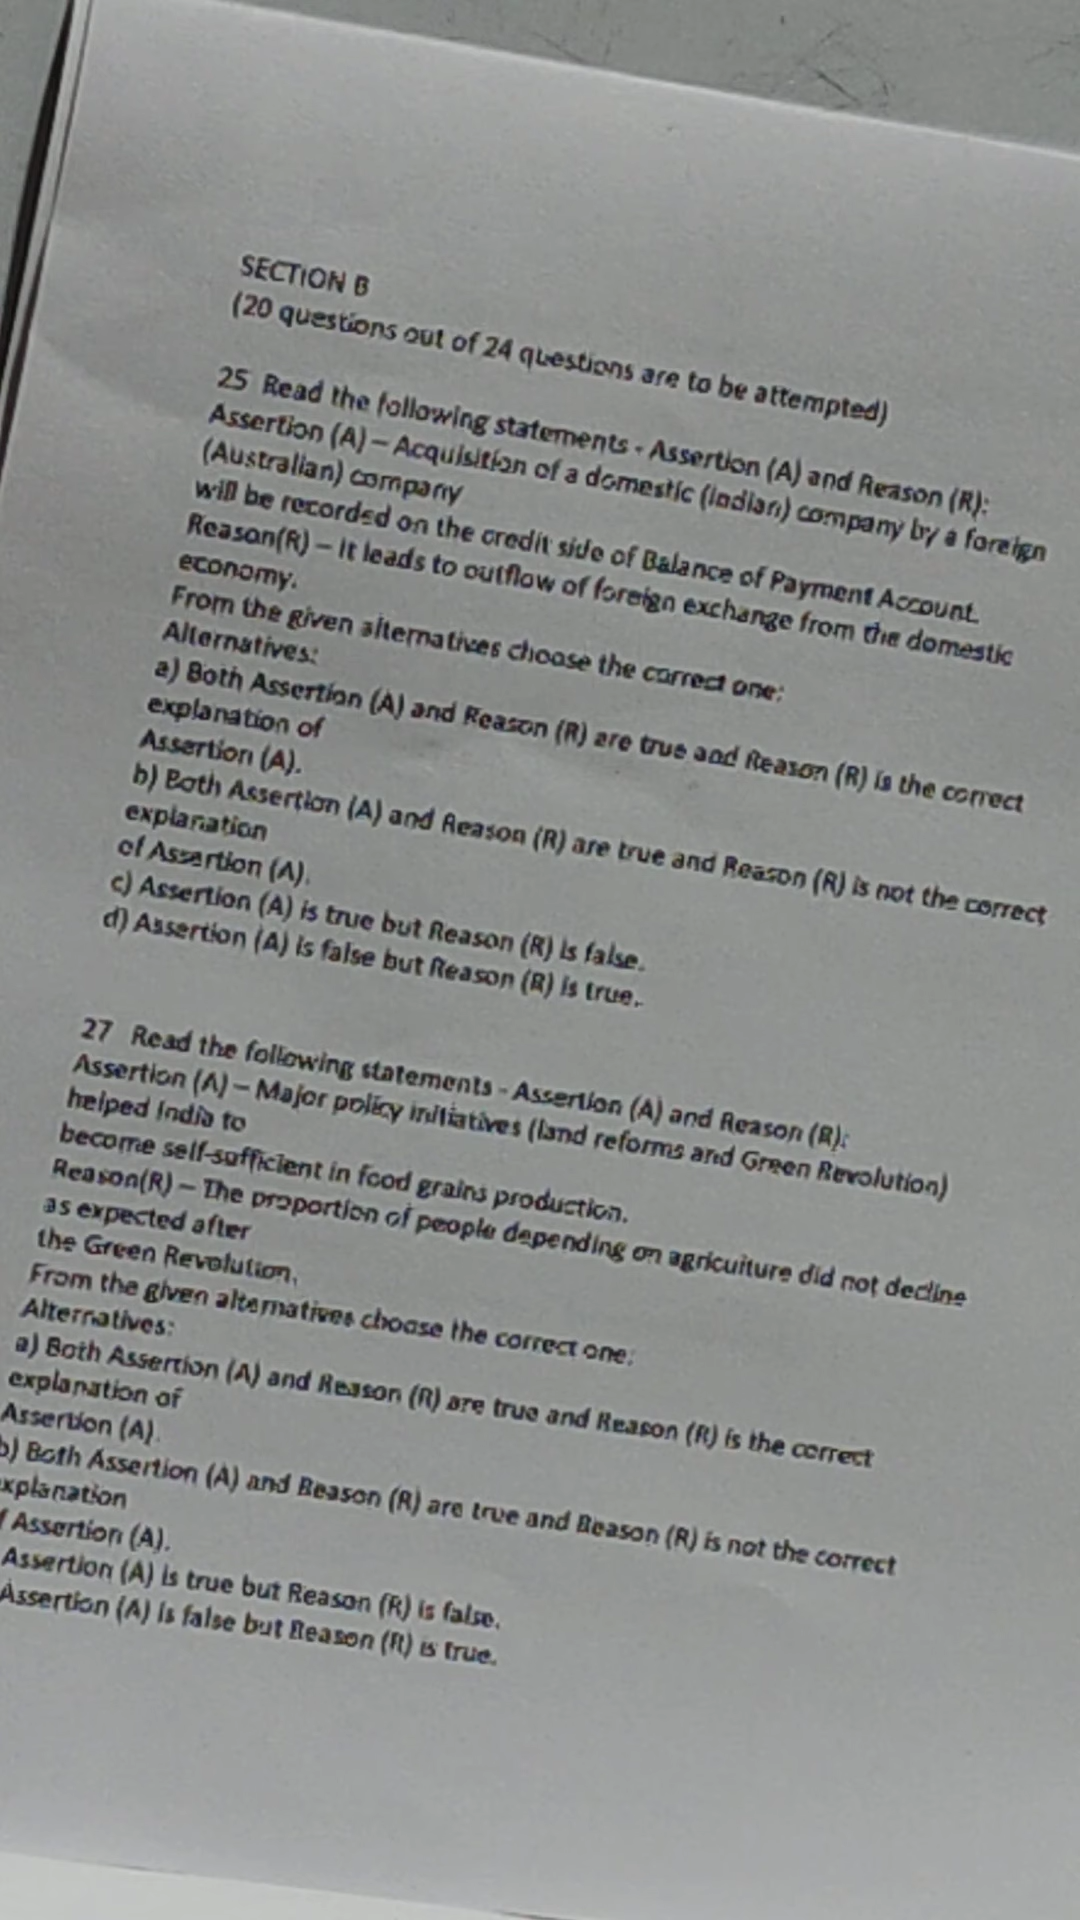 SECTION B
(20 questions out of 24 questions are to be attempted)
25 Read the following statements - Assertion (A) and Reason (R):
Assertion (A) – Acquisition of a domestic (Indian) company by a foreign
(Australian) company
will be recorded on the credit side of Balance of Payment Account.
Reason(R) – It leads to outflow of foreign exchange from the domestic
economy.
From the given alternatives choose the correct one:
Alternatives:
a) Both Assertion (A) and Reason (R) are true and Reason (R) is the correct
explanation of
Assertion (A).
b) Both Assertion (A) and Reason (R) are true and Reason (R) is not the correct
explanation
of Assertion (A).
c) Assertion (A) is true but Reason (R) is false.
d) Assertion (A) is false but Reason (R) is true.
27 Read the following statements - Assertion (A) and Reason (R):
Assertion (A) – Major policy initiatives (land reforms and Green Revolution)
helped India to
become self-sufficient in food grains production.
Reason(R) – The proportion of people depending on agriculture did not decline
as expected after
the Green Revolution.
From the given alternatives choose the correct one:
Alternatives:
a) Both Assertion (A) and Reason (R) are true and Reason (R) is the correct
explanation of
Assertion (A).
b) Both Assertion (A) and Reason (R) are true and Reason (R) is not the correct
xplanation
f Assertion (A).
Assertion (A) is true but Reason (R) is false.
Assertion (A) is false but Reason (R) is true.